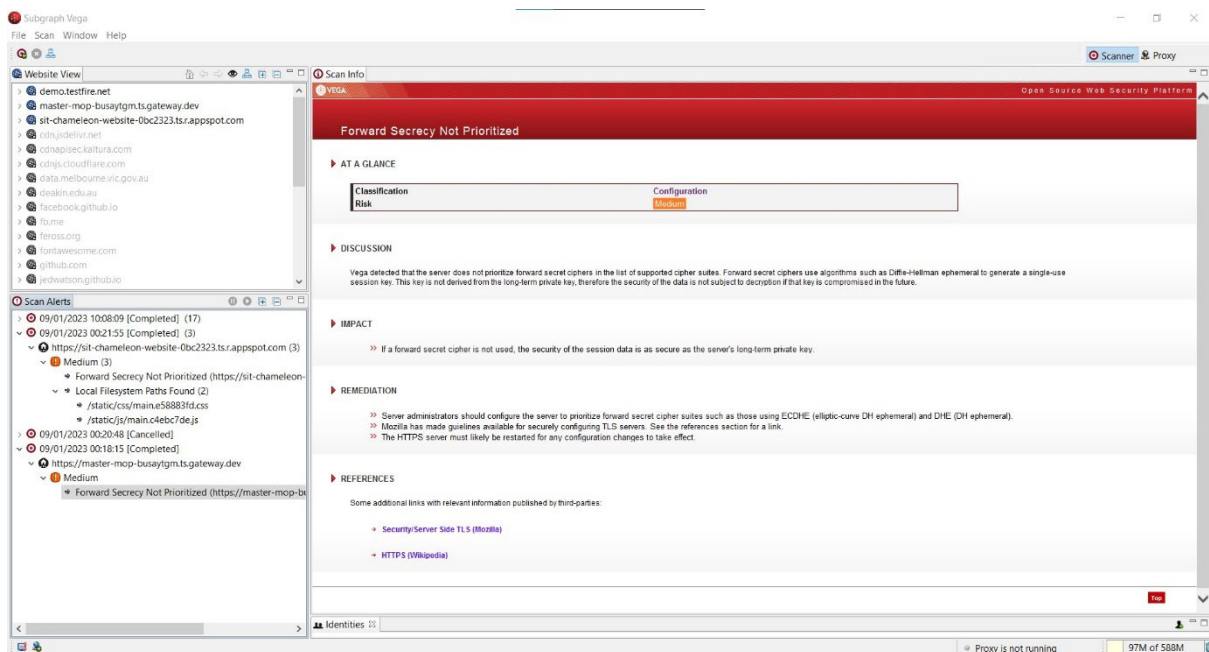 Subgraph Vega
File Scan Window Help
Scanner Proxy
Website View
demo.testfire.net
master-mop-busaytgm.ts.gateway.dev
sit-chameleon-website-0bc2323.ts.r.appspot.com
cdn.jsdelivr.net
cdnapisec.kaltura.com
cdnjs.cloudflare.com
data.melbourne.vic.gov.au
deakin.edu.au
facebook.github.io
fb.me
feross.org
fontawesome.com
github.com
jedwatson.github.io
Scan Alerts
09/01/2023 10:08:09 [Completed] (17)
09/01/2023 00:21:55 [Completed] (3)
https://sit-chameleon-website-0bc2323.ts.r.appspot.com (3)
Medium (3)
Forward Secrecy Not Prioritized (https://sit-chameleon-
Local Filesystem Paths Found (2)
/static/css/main.e58883fd.css
/static/js/main.c4ebc7de.js
09/01/2023 00:20:48 [Cancelled]
09/01/2023 00:18:15 [Completed]
https://master-mop-busaytgm.ts.gateway.dev
Medium
Forward Secrecy Not Prioritized (https://master-mop-bu
Scan Info
VEGA Open Source Web Security Platform
Forward Secrecy Not Prioritized
AT A GLANCE
Classification Configuration
Risk Medium
DISCUSSION
Vega detected that the server does not prioritize forward secret ciphers in the list of supported cipher suites. Forward secret ciphers use algorithms such as Diffie-Hellman ephemeral to generate a single-use
session key. This key is not derived from the long-term private key, therefore the security of the data is not subject to decryption if that key is compromised in the future.
IMPACT
If a forward secret cipher is not used, the security of the session data is as secure as the server's long-term private key.
REMEDIATION
Server administrators should configure the server to prioritize forward secret cipher suites such as those using ECDHE (elliptic-curve DH ephemeral) and DHE (DH ephemeral).
Mozilla has made guielines available for securely configuring TLS servers. See the references section for a link.
The HTTPS server must likely be restarted for any configuration changes to take effect.
REFERENCES
Some additional links with relevant information published by third-parties:
Security/Server Side TLS (Mozilla)
HTTPS (Wikipedia)
Top
Identities
Proxy is not running 97M of 588M